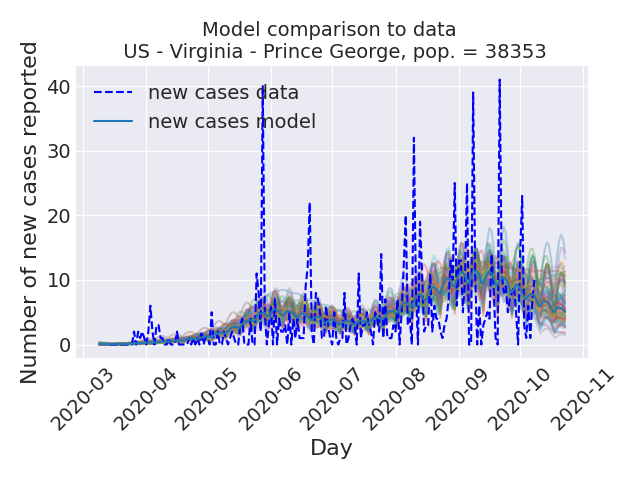 Model comparison to data
US - Virginia - Prince George, pop. = 38353
Number of new cases reported
40
30
20
10
0
new cases data
new cases model
2020-03
2020-04
2020-05
2020-06
2020-07
2020-08
2020-09
2020-10
2020-11
Day